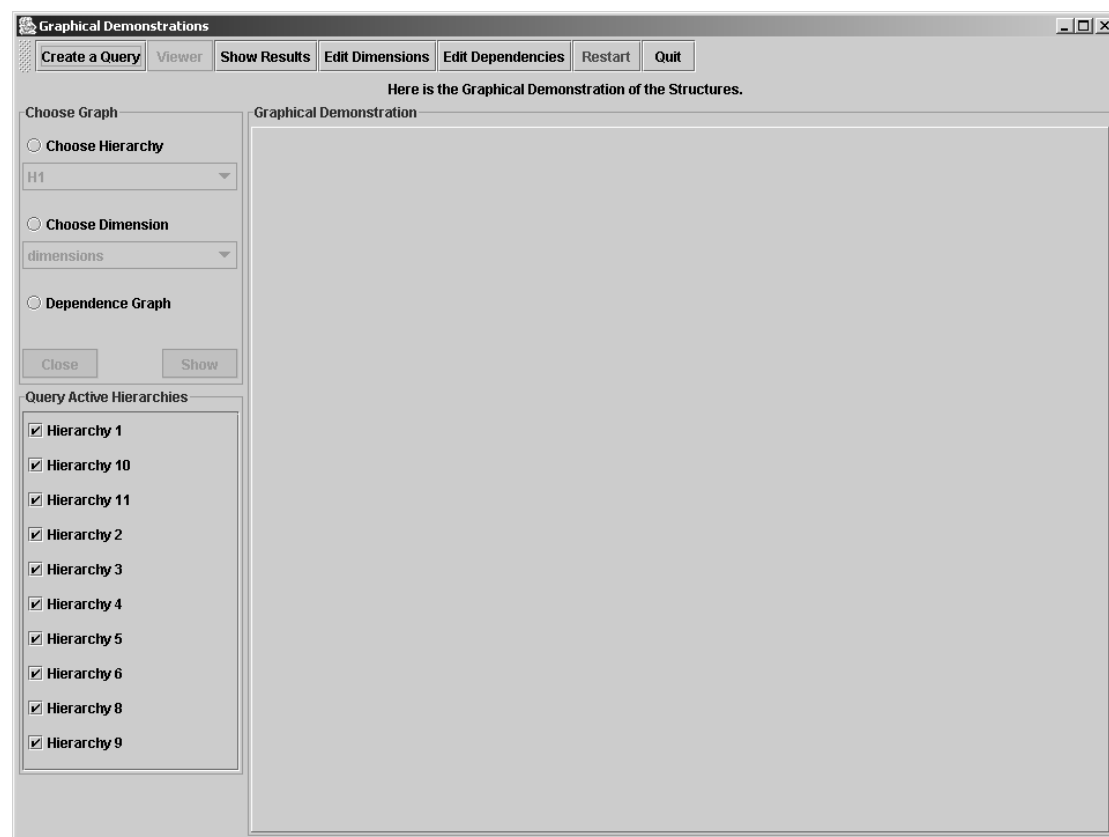 Graphical Demonstrations
Create a Query Viewer Show Results Edit Dimensions Edit Dependencies Restart Quit
Here is the Graphical Demonstration of the Structures.
Choose Graph
Choose Hierarchy
H1
Choose Dimension
dimensions
Dependence Graph
Close Show
Query Active Hierarchies
Hierarchy 1
Hierarchy 10
Hierarchy 11
Hierarchy 2
Hierarchy 3
Hierarchy 4
Hierarchy 5
Hierarchy 6
Hierarchy 8
Hierarchy 9
Graphical Demonstration